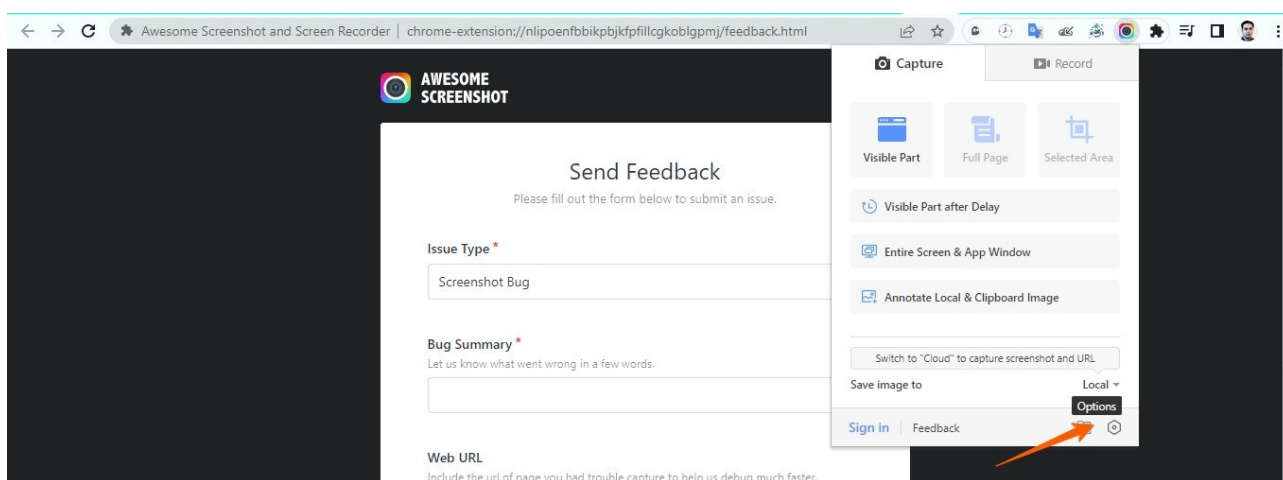 Awesome Screenshot and Screen Recorder | chrome-extension://nlipoenfbbikpbjkfpfillcgkoblgpmj/feedback.html
AWESOME
SCREENSHOT
Send Feedback
Please fill out the form below to submit an issue.
Issue Type *
Screenshot Bug
Bug Summary *
Let us know what went wrong in a few words.
Web URL
Include the url of page you had trouble capture to help us debug much faster.
Capture
Record
Visible Part
Full Page
Selected Area
Visible Part after Delay
Entire Screen & App Window
Annotate Local & Clipboard Image
Switch to "Cloud" to capture screenshot and URL
Save image to
Local
Options
Sign in
Feedback